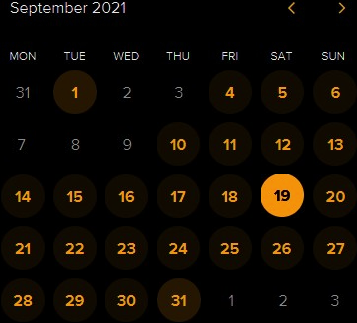 September 2021
MON TUE WED THU FRI SAT SUN
31 1 2 3 4 5 6
7 8 9 10 11 12 13
14 15 16 17 18 19 20
21 22 23 24 25 26 27
28 29 30 31 1 2 3